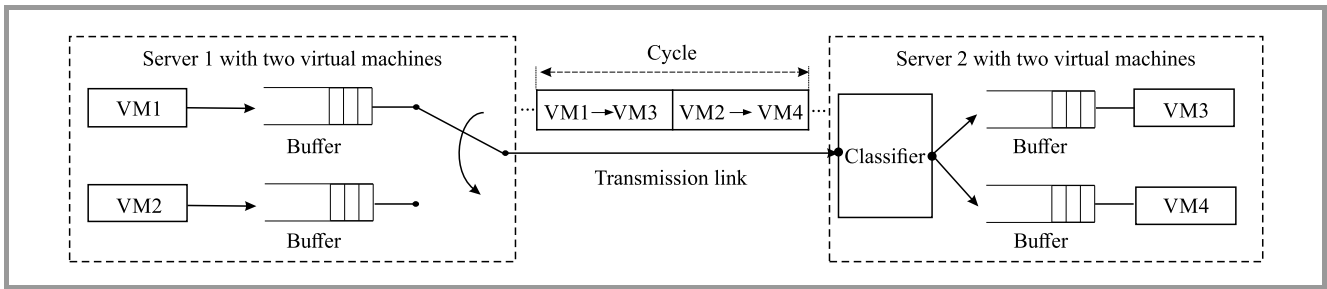 Server 1 with two virtual machines
VM1
Buffer
VM2
Buffer
Cycle
... VM1→VM3 VM2→VM4 ...
Transmission link
Server 2 with two virtual machines
Classifier
Buffer
VM3
Buffer
VM4